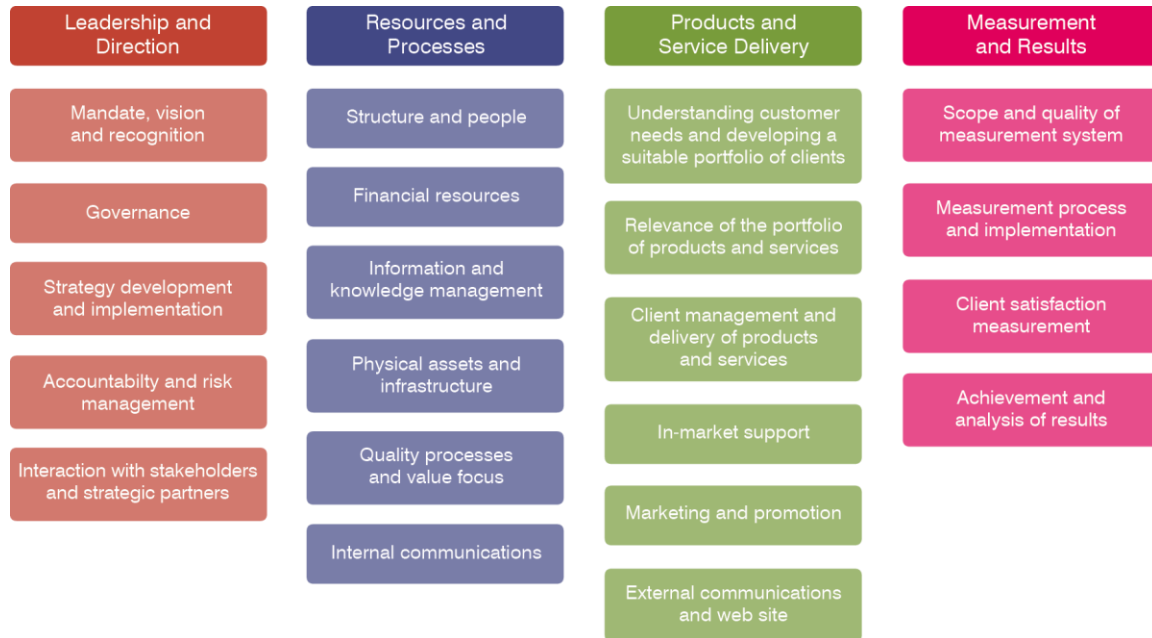 Leadership and
Direction
Mandate, vision
and recognition
Governance
Strategy development
and implementation
Accountabilty and risk
management
Interaction with stakeholders
and strategic partners
Resources and
Processes
Structure and people
Financial resources
Information and
knowledge management
Physical assets and
infrastructure
Quality processes
and value focus
Internal communications
Products and
Service Delivery
Understanding customer
needs and developing a
suitable portfolio of clients
Relevance of the portfolio
of products and services
Client management and
delivery of products
and services
In-market support
Marketing and promotion
External communications
and web site
Measurement
and Results
Scope and quality of
measurement system
Measurement process
and implementation
Client satisfaction
measurement
Achievement and
analysis of results